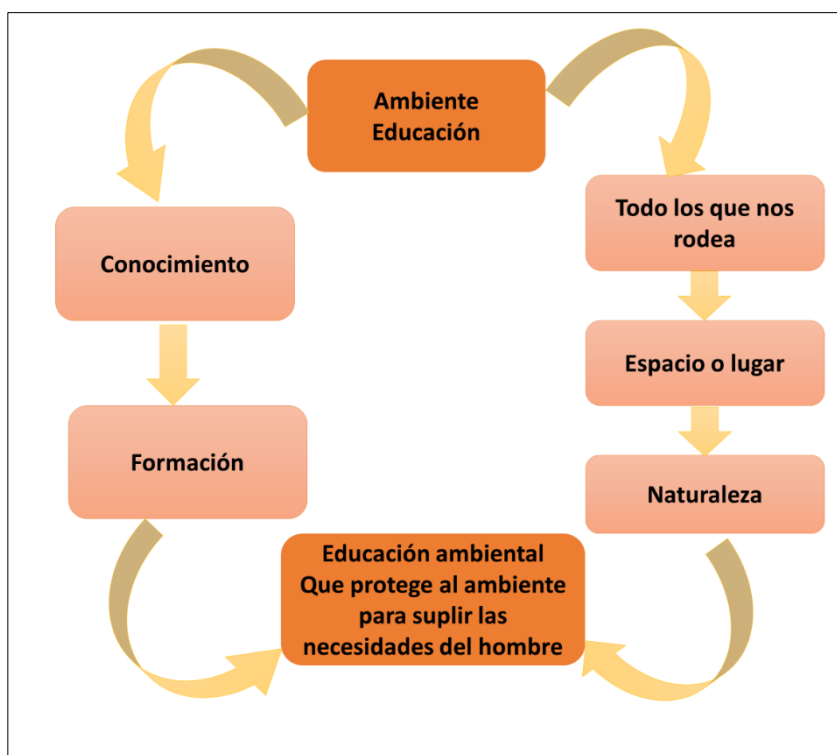 Ambiente
Educación
Conocimiento
Formación
Todo los que nos
rodea
Espacio o lugar
Naturaleza
Educación ambiental
Que protege al ambiente
para suplir las
necesidades del hombre